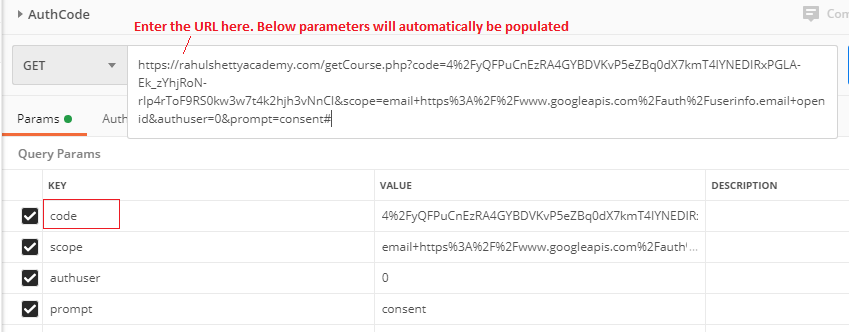 AuthCode
Enter the URL here. Below parameters will automatically be populated
Com
GET
https://rahulshettyacademy.com/getCourse.php?code=4%2FyQFPuCnEzRA4GYBDVKvP5eZBq0dX7kmT4IYNEDIRxPGLA-
Ek_zYhjRoN-
rIp4rToF9RS0kw3w7t4k2hjh3vNnCI&scope=email+https%3A%2F%2Fwww.googleapis.com%2Fauth%2Fuserinfo.email+open
id&authuser=0&prompt=consent#
Params
Auth
Query Params
KEY VALUE DESCRIPTION
code 4%2FyQFPuCnEzRA4GYBDVKvP5eZBq0dX7kmT4IYNEDIR
scope email+https%3A%2F%2Fwww.googleapis.com%2Fauth...
authuser 0
prompt consent